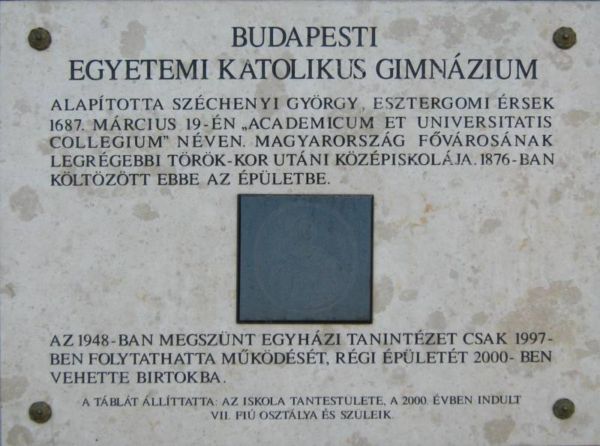 BUDAPESTI
EGYETEMI KATOLIKUS GIMNÁZIUM
ALAPÍTOTTA SZÉCHENYI GYÖRGY, ESZTERGOMI ÉRSEK
1687. MÁRCIUS 19-ÉN „ACADEMICUM ET UNIVERSITATIS
COLLEGIUM" NÉVEN. MAGYARORSZÁG FŐVÁROSÁNAK
LEGRÉGEBBI TÖRÖK-KOR UTÁNI KÖZÉPISKOLÁJA. 1876-BAN
KÖLTÖZÖTT EBBE AZ ÉPÜLETBE.
AZ 1948-BAN MEGSZÜNT EGYHÁZI TANINTÉZET CSAK 1997-
BEN FOLYTATHATTA MŰKÖDÉSÉT, RÉGI ÉPÜLETÉT 2000-BEN
VEHETTE BIRTOKBA.
A TÁBLÁT ÁLLÍTTATTA: AZ ISKOLA TANTESTÜLETE, A 2000. ÉVBEN INDULT
VII. FIÚ OSZTÁLYA ÉS SZÜLEIK.